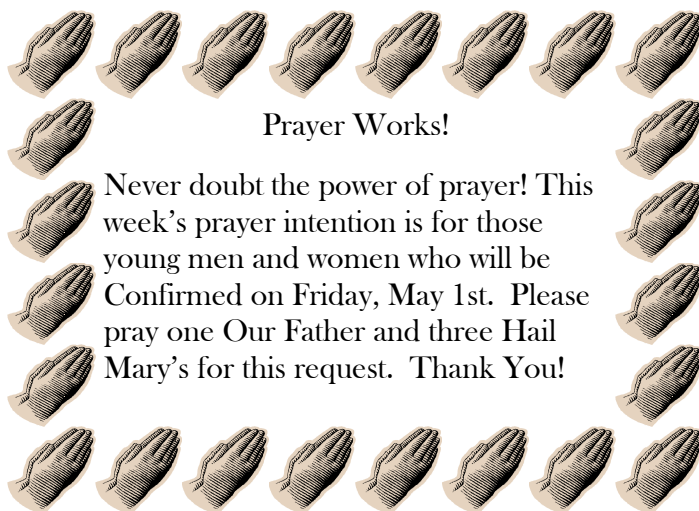 Prayer Works!
Never doubt the power of prayer! This
week's prayer intention is for those
young men and women who will be
Confirmed on Friday, May 1st.  Please
pray one Our Father and three Hail
Mary's for this request.  Thank You!